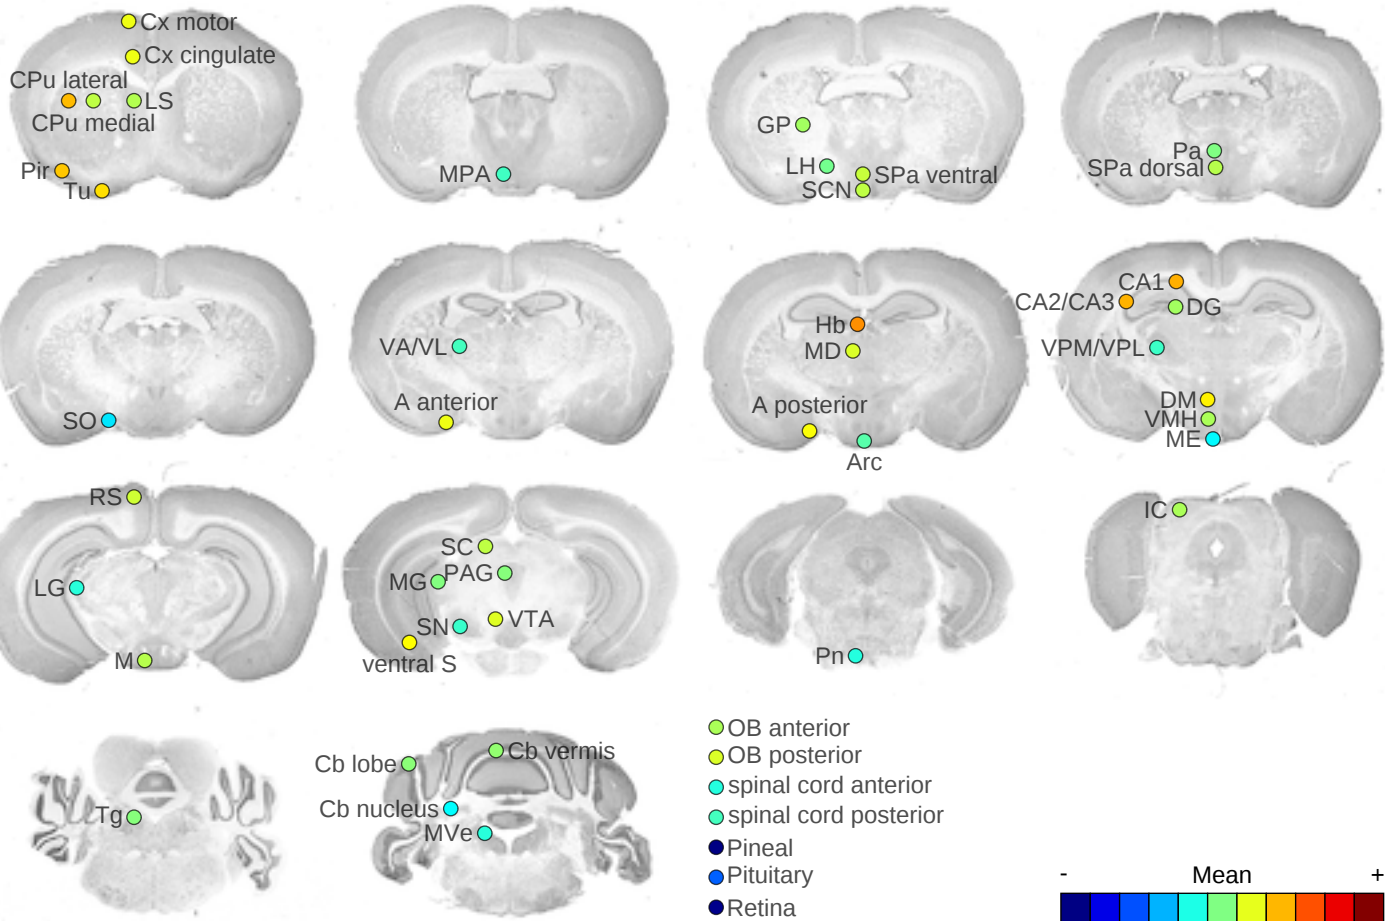 Cx motor
Cx cingulate
CPu lateral
LS
CPu medial
Pir
Tu
MPA
GP
LH
SPa ventral
SCN
Pa
SPa dorsal
SO
VA/VL
A anterior
Hb
MD
A posterior
Arc
CA1
CA2/CA3
DG
VPM/VPL
DM
VMH
ME
RS
LG
M
SC
MG
PAG
SN
VTA
ventral S
Pn
IC
Tg
Cb lobe
Cb vermis
Cb nucleus
MVe
OB anterior
OB posterior
spinal cord anterior
spinal cord posterior
Pineal
Pituitary
Retina
- Mean +